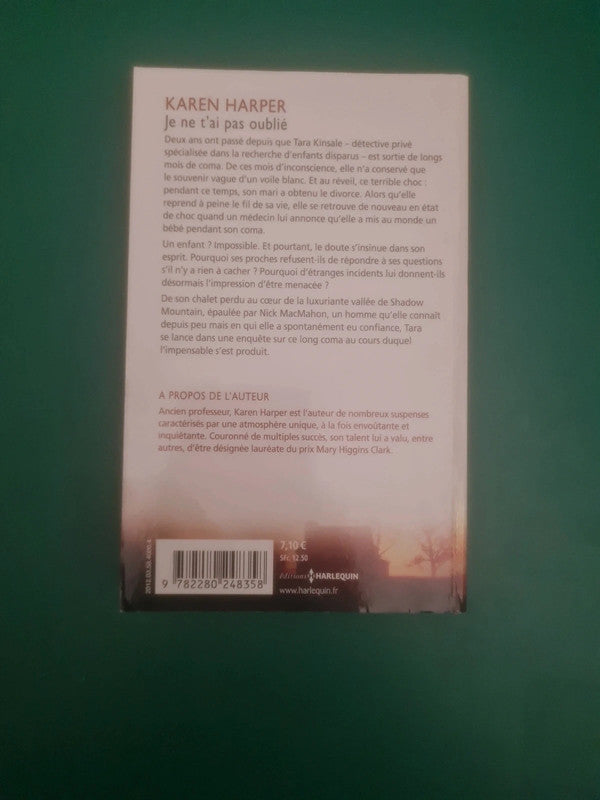 KAREN HARPER
Je ne t'ai pas oublié
Deux ans ont passé depuis que Tara Kinsale – détective privé
spécialisée dans la recherche d'enfants disparus – est sortie de longs
mois de coma. De ces mois d'inconscience, elle n'a conservé que
le souvenir vague d'un voile blanc. Et au réveil, ce terrible choc :
pendant ce temps, son mari a obtenu le divorce. Alors qu'elle
reprend à peine le fil de sa vie, elle se retrouve de nouveau en état
de choc quand un médecin lui annonce qu'elle a mis au monde un
bébé pendant son coma.
Un enfant ? Impossible. Et pourtant, le doute s'insinue dans son
esprit. Pourquoi ses proches refusent-ils de répondre à ses questions
s'il n'y a rien à cacher ? Pourquoi d'étranges incidents lui donnent-ils
désormais l'impression d'être menacée ?
De son chalet perdu au cœur de la luxuriante vallée de Shadow
Mountain, épaulée par Nick MacMahon, un homme qu'elle connaît
depuis peu mais en qui elle a spontanément eu confiance, Tara
se lance dans une enquête sur ce long coma au cours duquel
l'impensable s'est produit.
A PROPOS DE L'AUTEUR
Ancien professeur, Karen Harper est l'auteur de nombreux suspenses
caractérisés par une atmosphère unique, à la fois envoûtante et
inquiétante. Couronné de multiples succès, son talent lui a valu, entre
autres, d'être désignée lauréate du prix Mary Higgins Clark.
7,10 €
SFr. 12.50
éditions HARLEQUIN
www.harlequin.fr
9 782280 248358